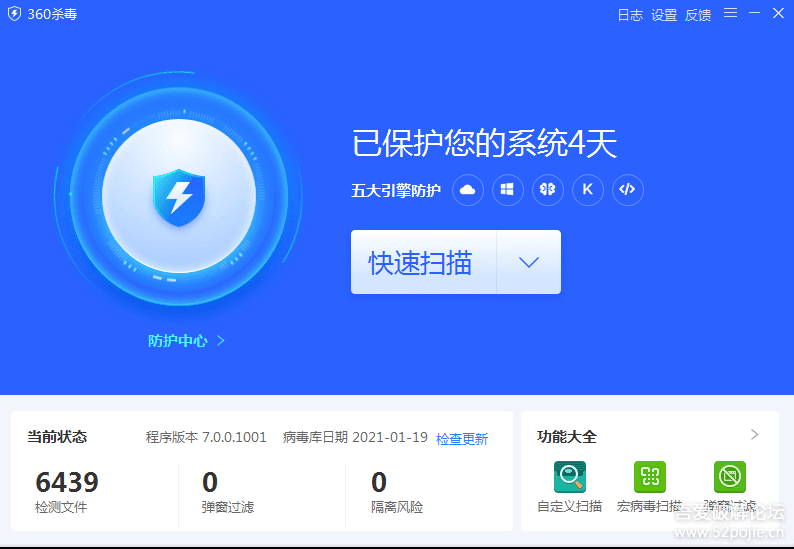 360杀毒
日志 设置 反馈
已保护您的系统4天
五大引擎防护
K
快速扫描
防护中心
当前状态 程序版本 7.0.0.1001 病毒库日期 2021-01-19 检查更新
功能大全
6439 0 0
检测文件 弹窗过滤 隔离风险
自定义扫描 宏病毒扫描 弹窗过滤
吾爱破解论坛
www.52pojie.cn